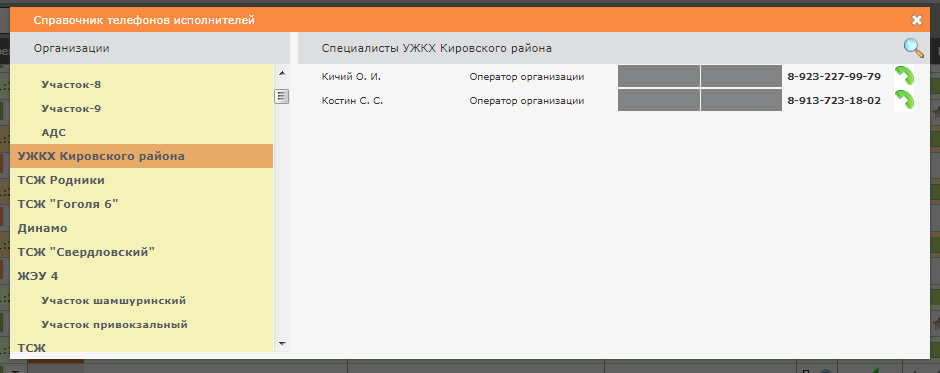 Справочник телефонов исполнителей
Организации
Специалисты УЖКХ Кировского района
Участок-8
Участок-9
АДС
УЖКХ Кировского района
ТСЖ Родники
ТСЖ "Гоголя 6"
Динамо
ТСЖ "Свердловский"
ЖЭУ 4
Участок шамшуринский
Участок привокзальный
ТСЖ
Кичий О. И. Оператор организации 8-923-227-99-79
Костин С. С. Оператор организации 8-913-723-18-02